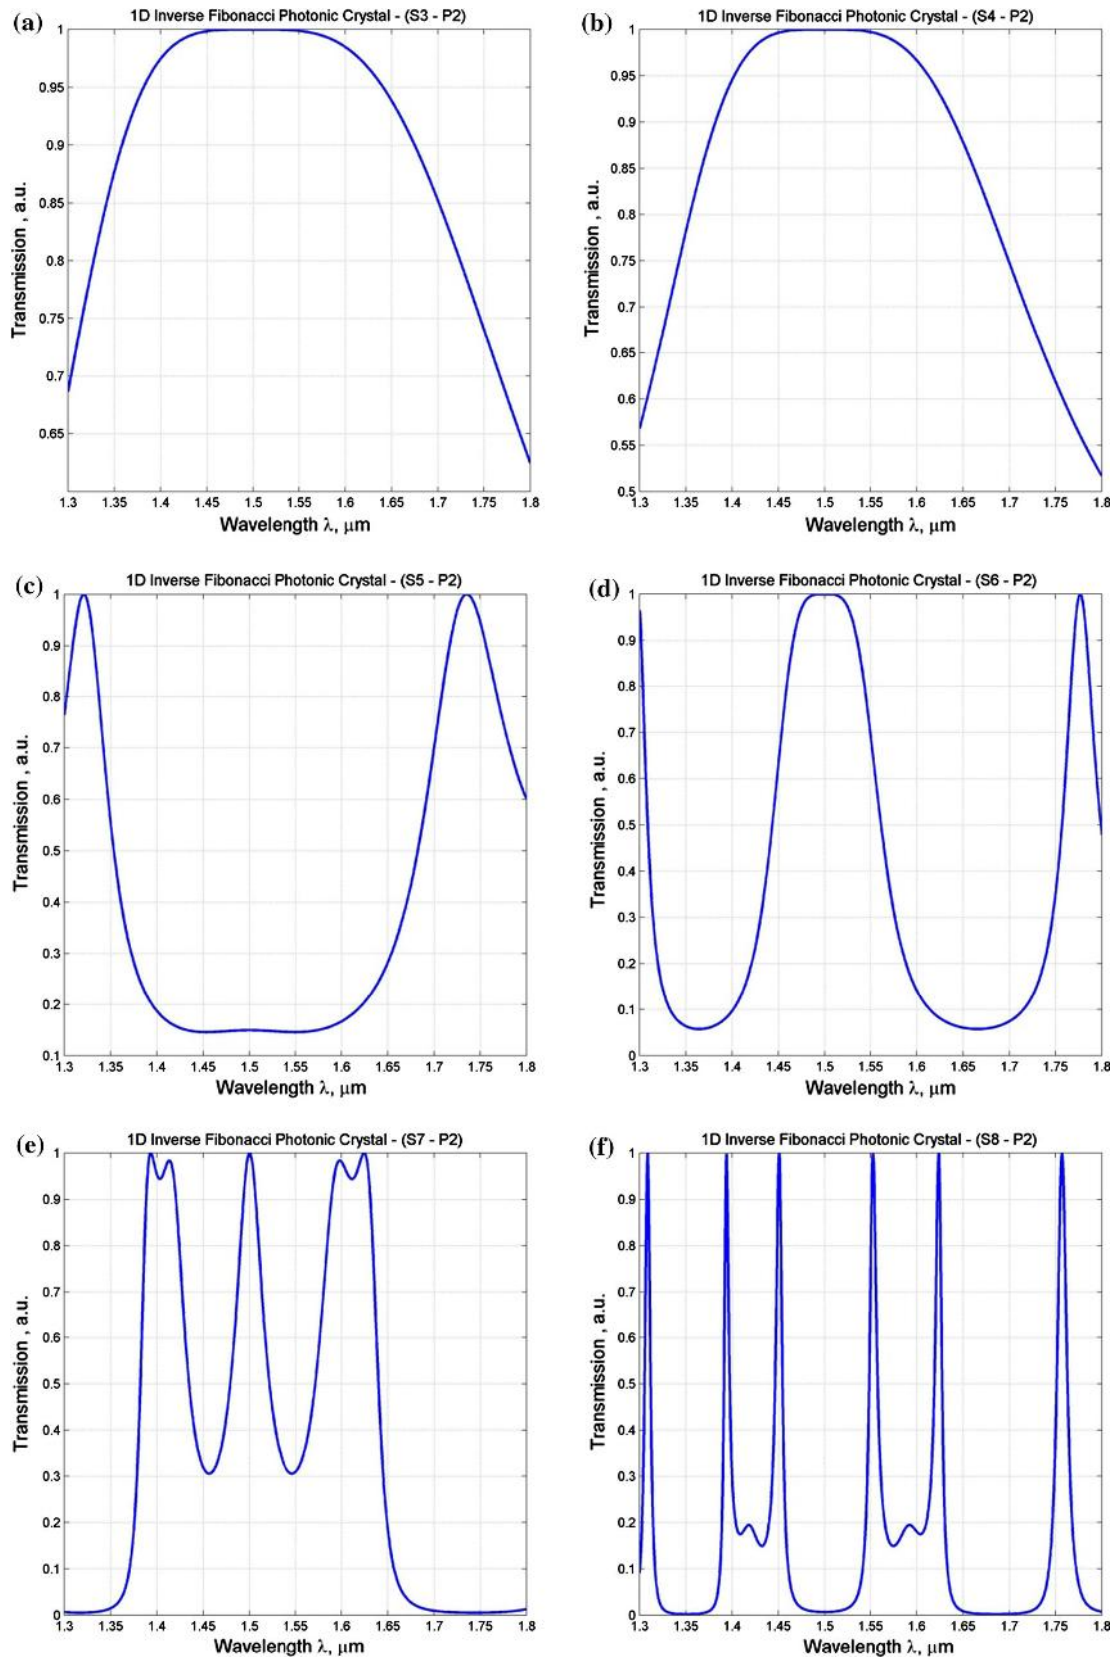 (a)
1D Inverse Fibonacci Photonic Crystal - (S3 - P2)
1
0.95
0.9
0.85
0.8
0.75
0.7
0.65
Transmission , a.u.
1.3 1.35 1.4 1.45 1.5 1.55 1.6 1.65 1.7 1.75 1.8
Wavelength λ, μm
(b)
1D Inverse Fibonacci Photonic Crystal - (S4 - P2)
1
0.95
0.9
0.85
0.8
0.75
0.7
0.65
0.6
0.55
0.5
Transmission , a.u.
1.3 1.35 1.4 1.45 1.5 1.55 1.6 1.65 1.7 1.75 1.8
Wavelength λ, μm
(c)
1D Inverse Fibonacci Photonic Crystal - (S5 - P2)
1
0.9
0.8
0.7
0.6
0.5
0.4
0.3
0.2
0.1
Transmission , a.u.
1.3 1.35 1.4 1.45 1.5 1.55 1.6 1.65 1.7 1.75 1.8
Wavelength λ, μm
(d)
1D Inverse Fibonacci Photonic Crystal - (S6 - P2)
1
0.9
0.8
0.7
0.6
0.5
0.4
0.3
0.2
0.1
0
Transmission , a.u.
1.3 1.35 1.4 1.45 1.5 1.55 1.6 1.65 1.7 1.75 1.8
Wavelength λ, μm
(e)
1D Inverse Fibonacci Photonic Crystal - (S7 - P2)
1
0.9
0.8
0.7
0.6
0.5
0.4
0.3
0.2
0.1
0
Transmission , a.u.
1.3 1.35 1.4 1.45 1.5 1.55 1.6 1.65 1.7 1.75 1.8
Wavelength λ, μm
(f)
1D Inverse Fibonacci Photonic Crystal - (S8 - P2)
1
0.9
0.8
0.7
0.6
0.5
0.4
0.3
0.2
0.1
0
Transmission , a.u.
1.3 1.35 1.4 1.45 1.5 1.55 1.6 1.65 1.7 1.75 1.8
Wavelength λ, μm